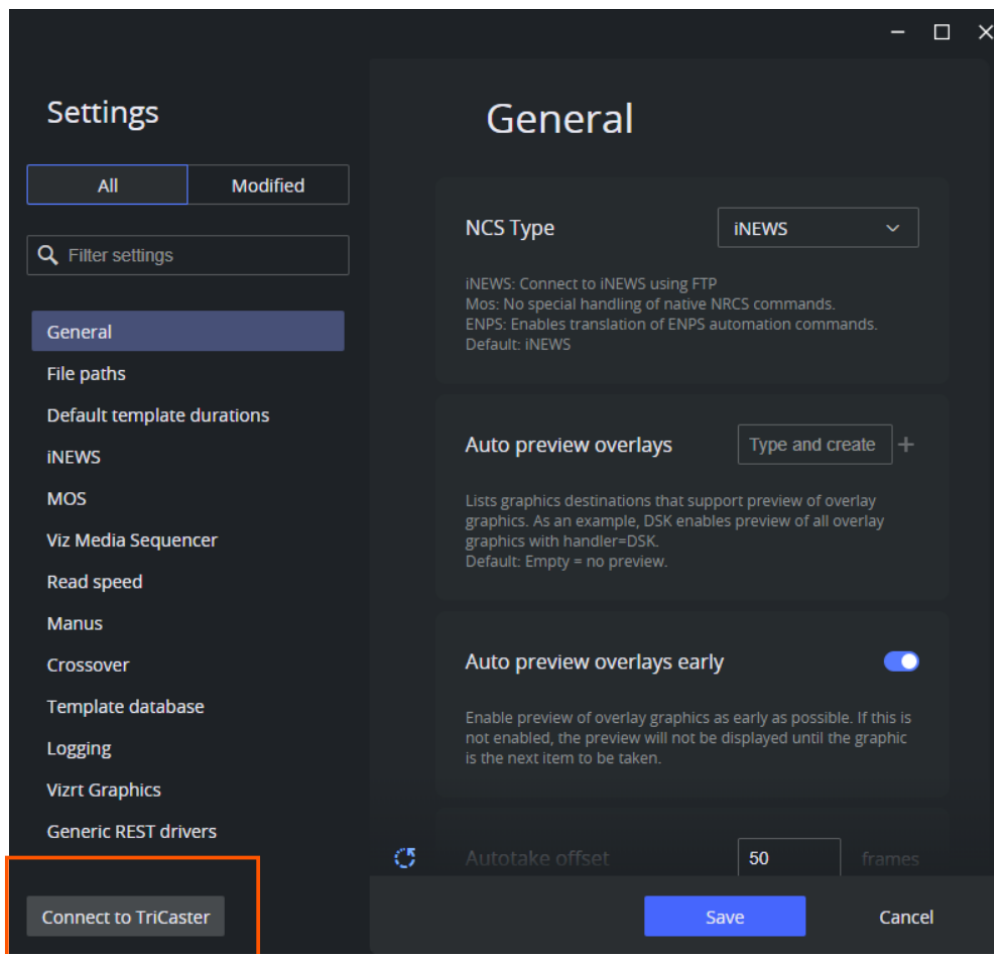 Settings
All
Modified
Filter settings
General
File paths
Default template durations
iNEWS
MOS
Viz Media Sequencer
Read speed
Manus
Crossover
Template database
Logging
Vizrt Graphics
Generic REST drivers
Connect to TriCaster
General
NCS Type
iNEWS
iNEWS: Connect to iNEWS using FTP
Mos: No special handling of native NRCS commands.
ENPS: Enables translation of ENPS automation commands.
Default: iNEWS
Auto preview overlays
Type and create
Lists graphics destinations that support preview of overlay
graphics. As an example, DSK enables preview of all overlay
graphics with handler=DSK.
Default: Empty = no preview.
Auto preview overlays early
Enable preview of overlay graphics as early as possible. If this is
not enabled, the preview will not be displayed until the graphic
is the next item to be taken.
Autotake offset
50
frames
Save
Cancel